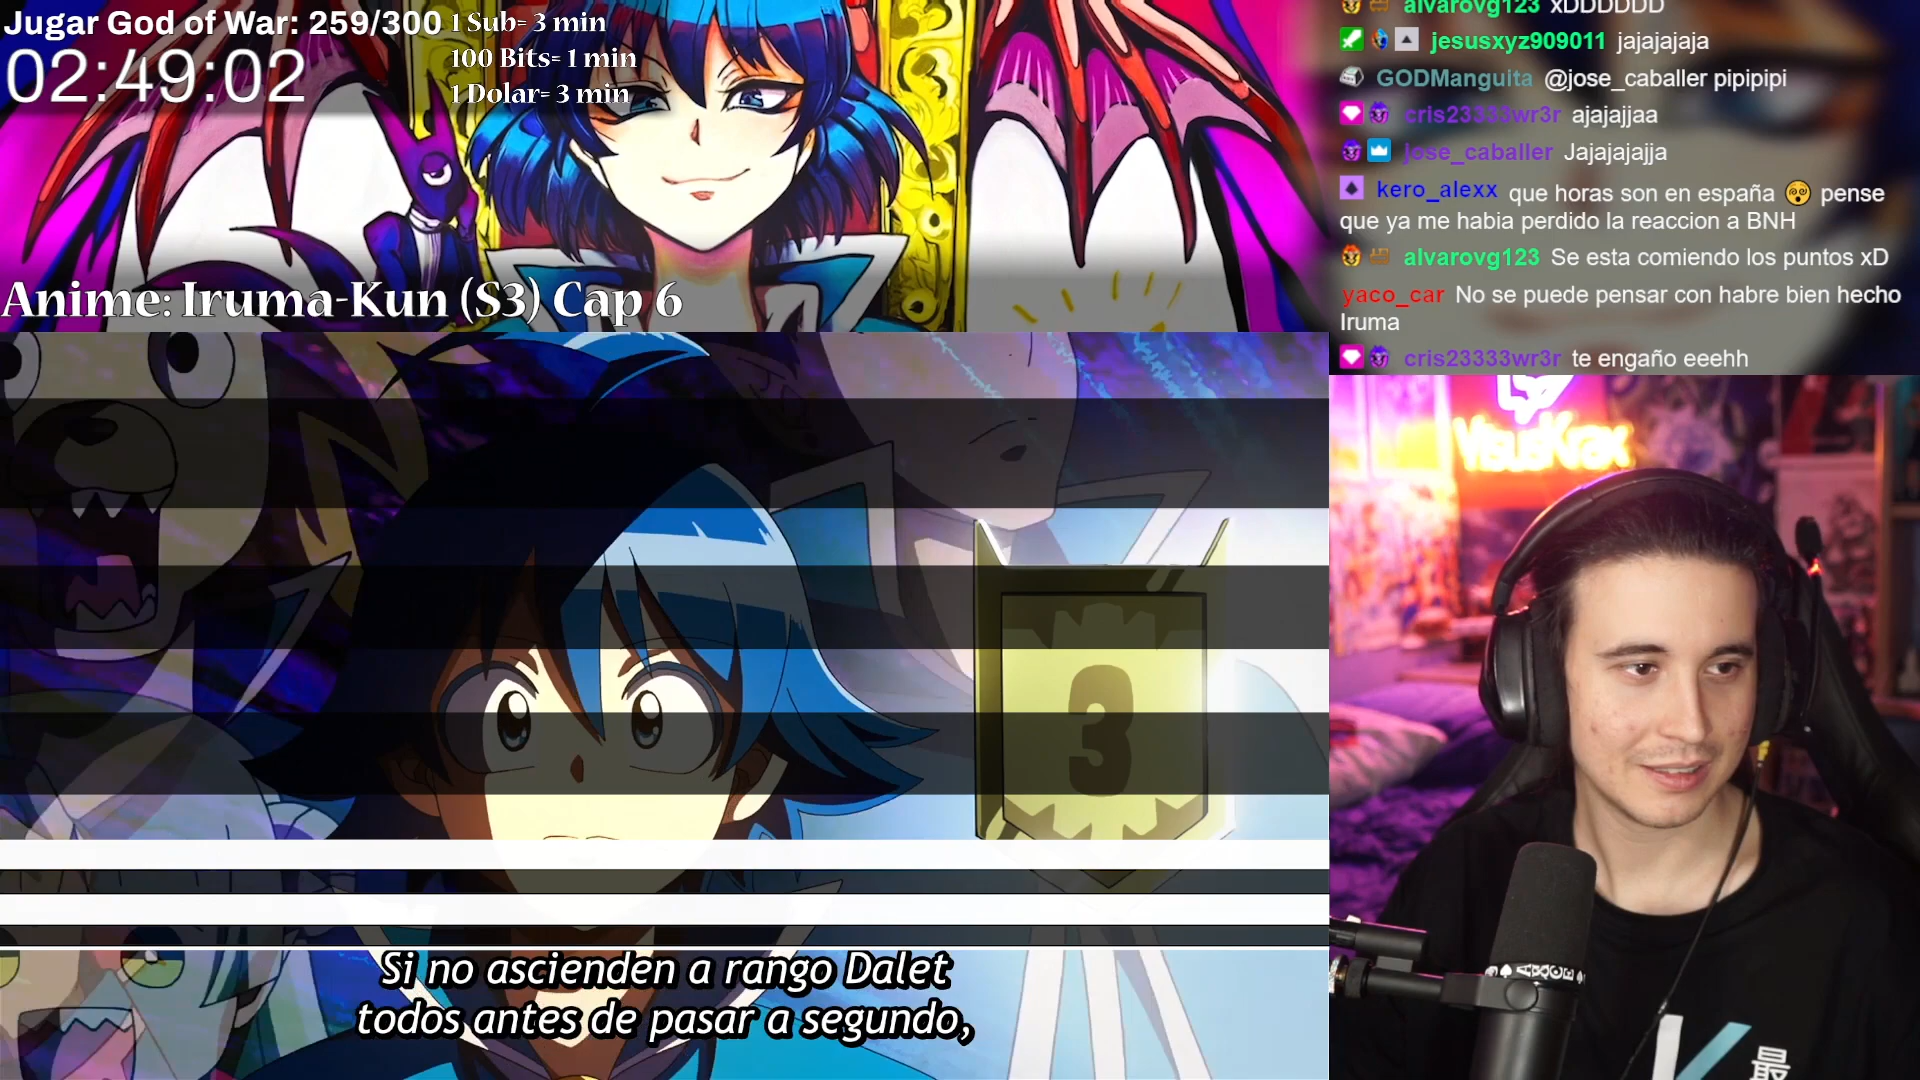 Jugar God of War: 259/300
1 Sub= 3 min
02:49:02
100 Bits= 1 min
1 Dolar= 3 min
Anime: Iruma-Kun (S3) Cap 6
3
Si no ascienden a rango Dalet
todos antes de pasar a segundo,
alvarovg123 xDDDDDD
jesusxyz909011 jajajajaja
GODManguita @jose_caballer pipipipi
cris23333wr3r ajajajjaa
jose_caballer Jajajajajja
kero_alexx que horas son en españa pense
que ya me habia perdido la reaccion a BNH
alvarovg123 Se esta comiendo los puntos xD
yaco_car No se puede pensar con habre bien hecho
Iruma
cris23333wr3r te engaño eeehh
VisusKrax
最